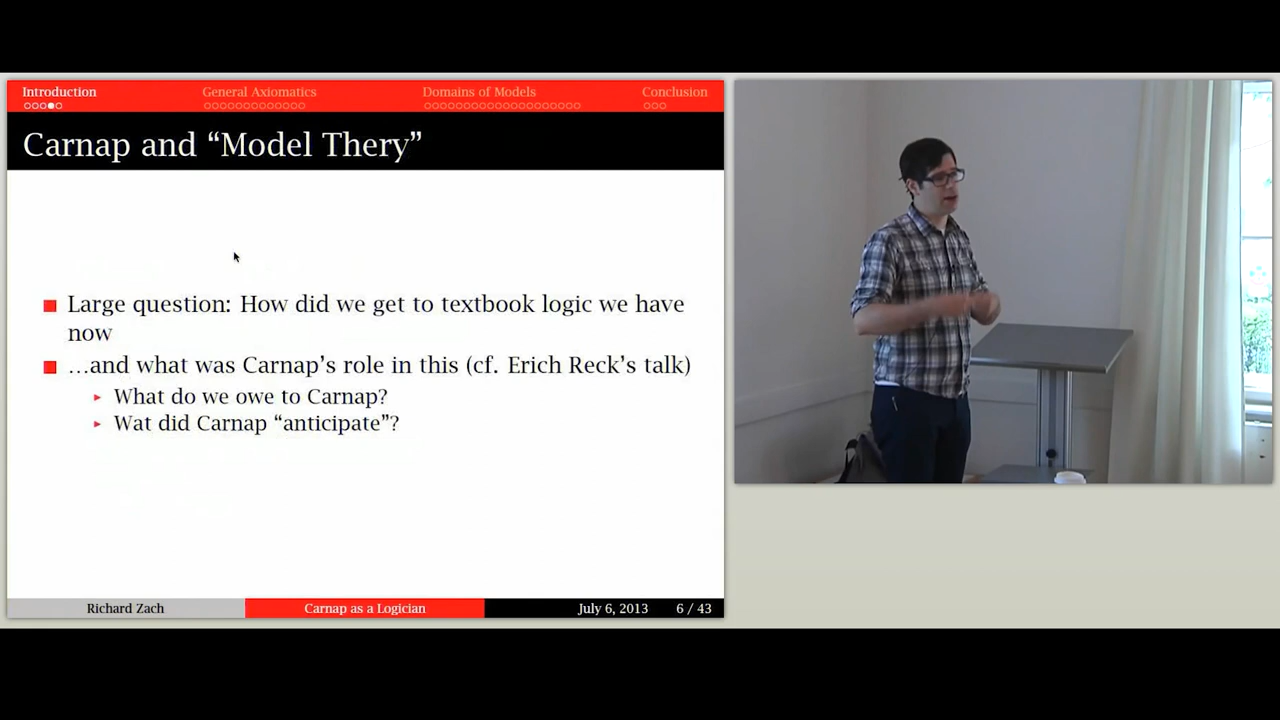 Introduction General Axiomatics Domains of Models Conclusion
Carnap and “Model Thery”
Large question: How did we get to textbook logic we have
now
…and what was Carnap’s role in this (cf. Erich Reck’s talk)
What do we owe to Carnap?
Wat did Carnap “anticipate”?
Richard Zach Carnap as a Logician July 6, 2013 6 / 43